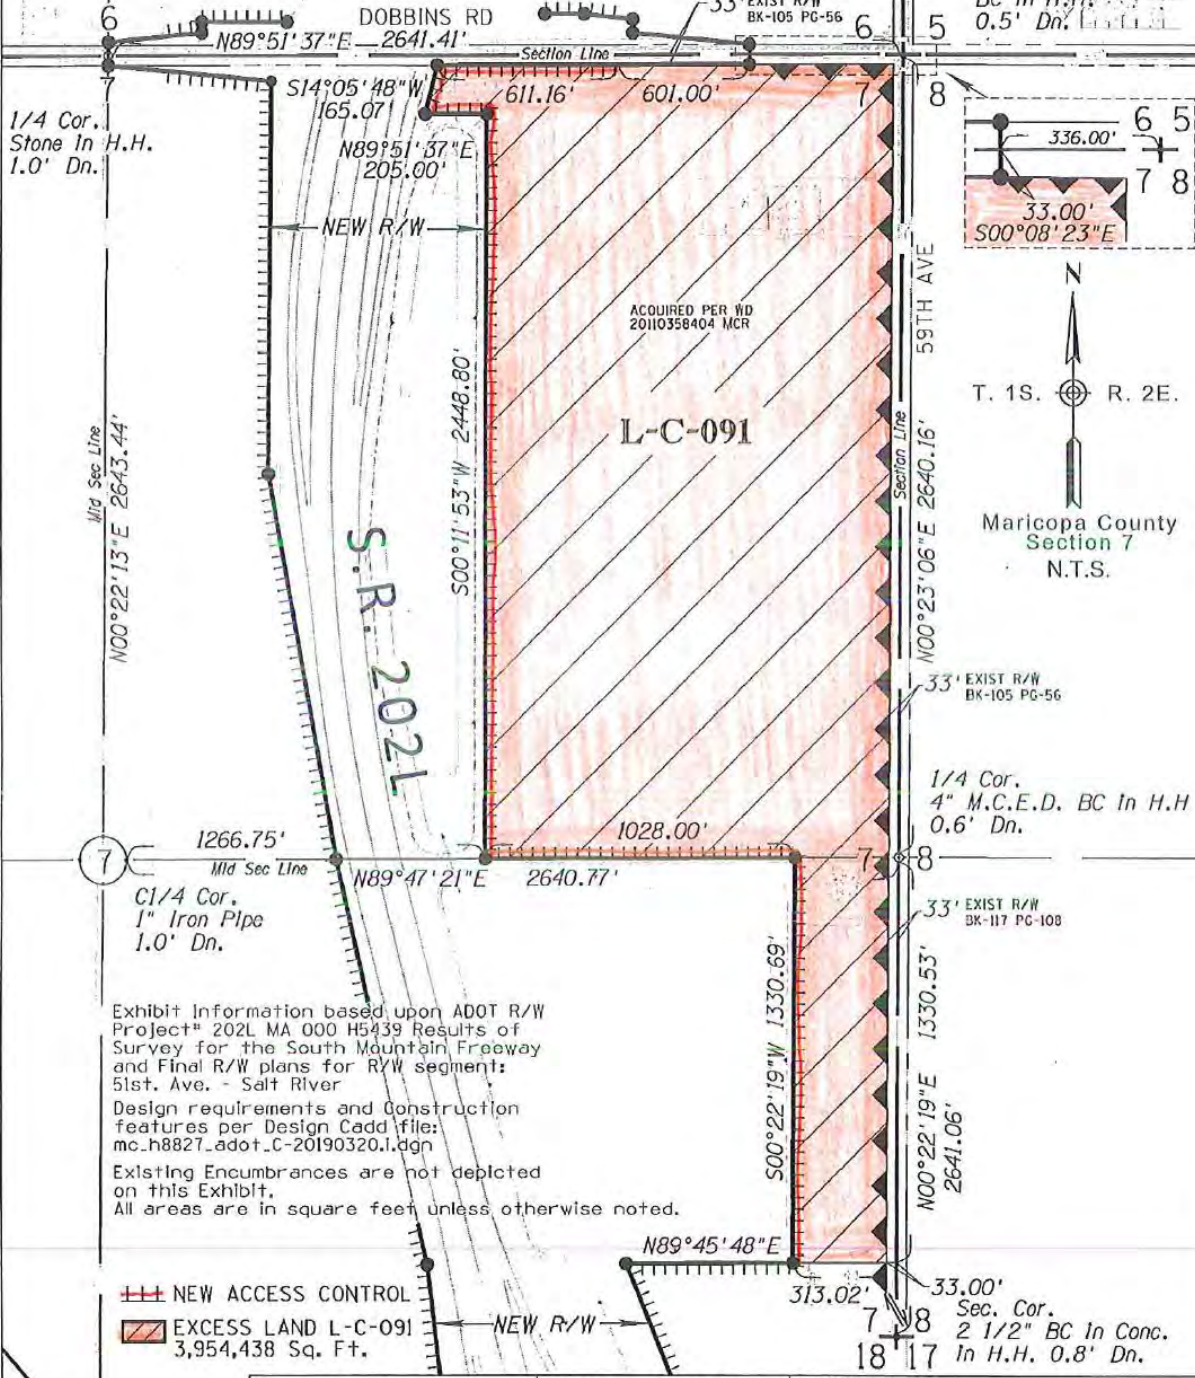 33' EXIST R/W
BK-105 PG-56
0.5' Dn.
6 5
7 8
6
7
DOBBINS RD
N89°51'37"E 2641.41'
Section Line
S14°05'48"W
165.07'
611.16' 601.00'
1/4 Cor.
Stone in H.H.
1.0' Dn.
N89°51'37"E
205.00'
6 5
336.00'
7 8
33.00'
S00°08'23"E
NEW R/W
59TH AVE
N
T. 1S. R. 2E.
Maricopa County
Section 7
N.T.S.
ACQUIRED PER WD
20110358404 MCR
L-C-091
Mid Sec Line
N00°22'13"E 2643.44'
S00°11'53"W 2448.80'
Section Line
N00°23'06"E 2640.16'
S.R. 202L
33' EXIST R/W
BK-105 PG-56
1/4 Cor.
4" M.C.E.D. BC in H.H
0.6' Dn.
1266.75'
1028.00'
7
Mid Sec Line
N89°47'21"E 2640.77'
7 8
C1/4 Cor.
1" Iron Pipe
1.0' Dn.
33' EXIST R/W
BK-117 PG-108
S00°22'19"W 1330.69'
1330.53'
N00°22'19"E
2641.06'
Exhibit Information based upon ADOT R/W
Project# 202L MA 000 H5439 Results of
Survey for the South Mountain Freeway
and Final R/W plans for R/W segment:
51st. Ave. - Salt River
Design requirements and Construction
features per Design Cadd file:
mc_h8827_adot_C-20190320.1.dgn
Existing Encumbrances are not depicted
on this Exhibit.
All areas are in square feet unless otherwise noted.
N89°45'48"E
313.02'
33.00'
NEW ACCESS CONTROL
EXCESS LAND L-C-091
3,954,438 Sq. Ft.
NEW R/W
7 8
18 17
Sec. Cor.
2 1/2" BC in Conc.
in H.H. 0.8' Dn.